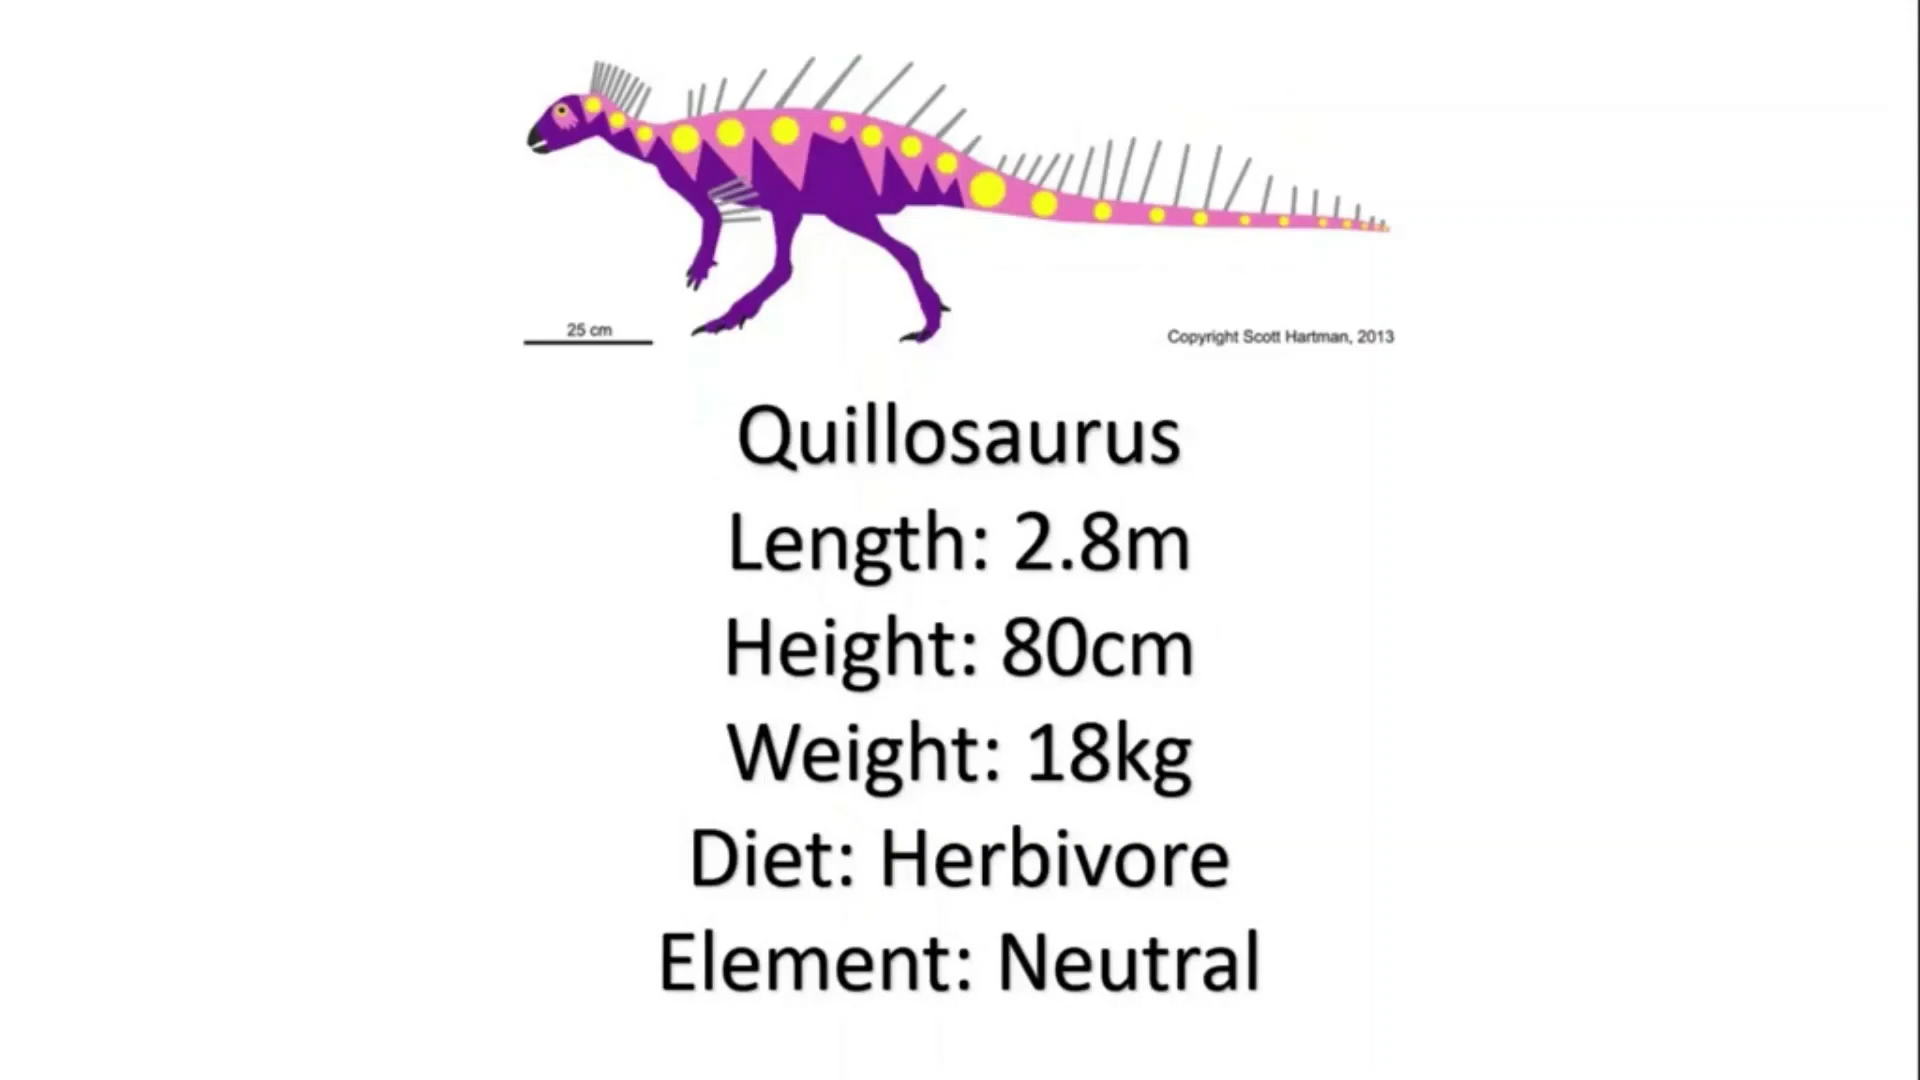 25 cm
Copyright Scott Hartman, 2013
Quillosaurus
Length: 2.8m
Height: 80cm
Weight: 18kg
Diet: Herbivore
Element: Neutral